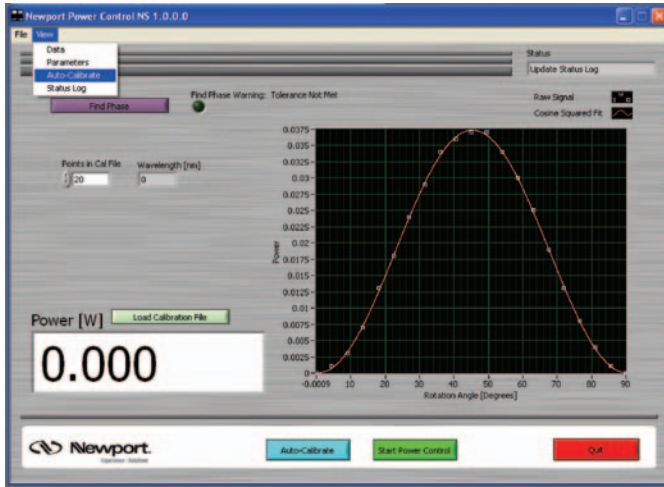 Newport Power Control NS 1.0.0.0
File View
Data
Parameters
Auto-Calibrate
Status Log
Status
Update Status Log
Find Phase
Find Phase Warning: Tolerance Not Met
Raw Signal
Cosine Squared Fit
Points in Cal File
20
Wavelength [nm]
0
Power
0.0375
0.035
0.0325
0.03
0.0275
0.025
0.0225
0.02
0.0175
0.015
0.0125
0.01
0.0075
0.005
0.0025
0
-0.0009 10 20 30 40 50 60 70 80 90
Rotation Angle [Degrees]
Power [W]
Load Calibration File
0.000
Newport.
Experience | Solutions
Auto-Calibrate
Start Power Control
Quit